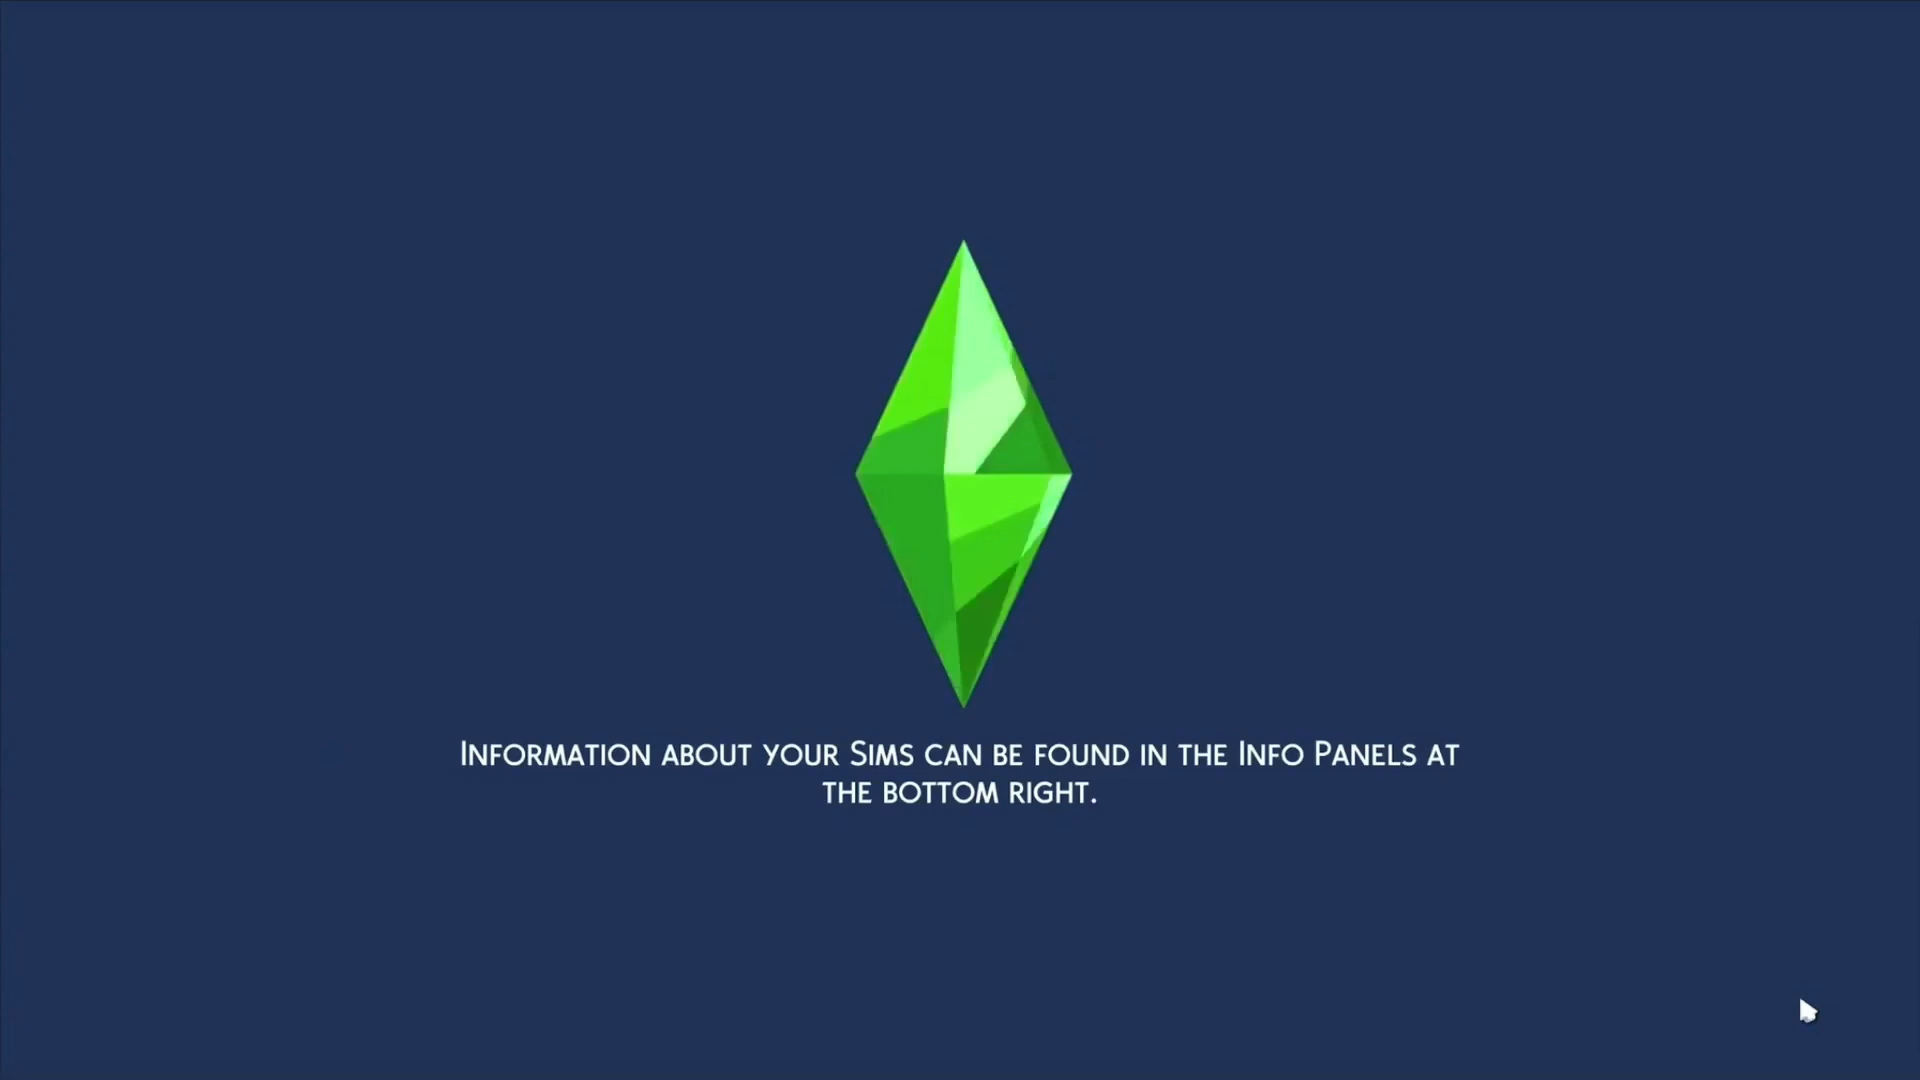 Information about your Sims can be found in the Info Panels at
the bottom right.